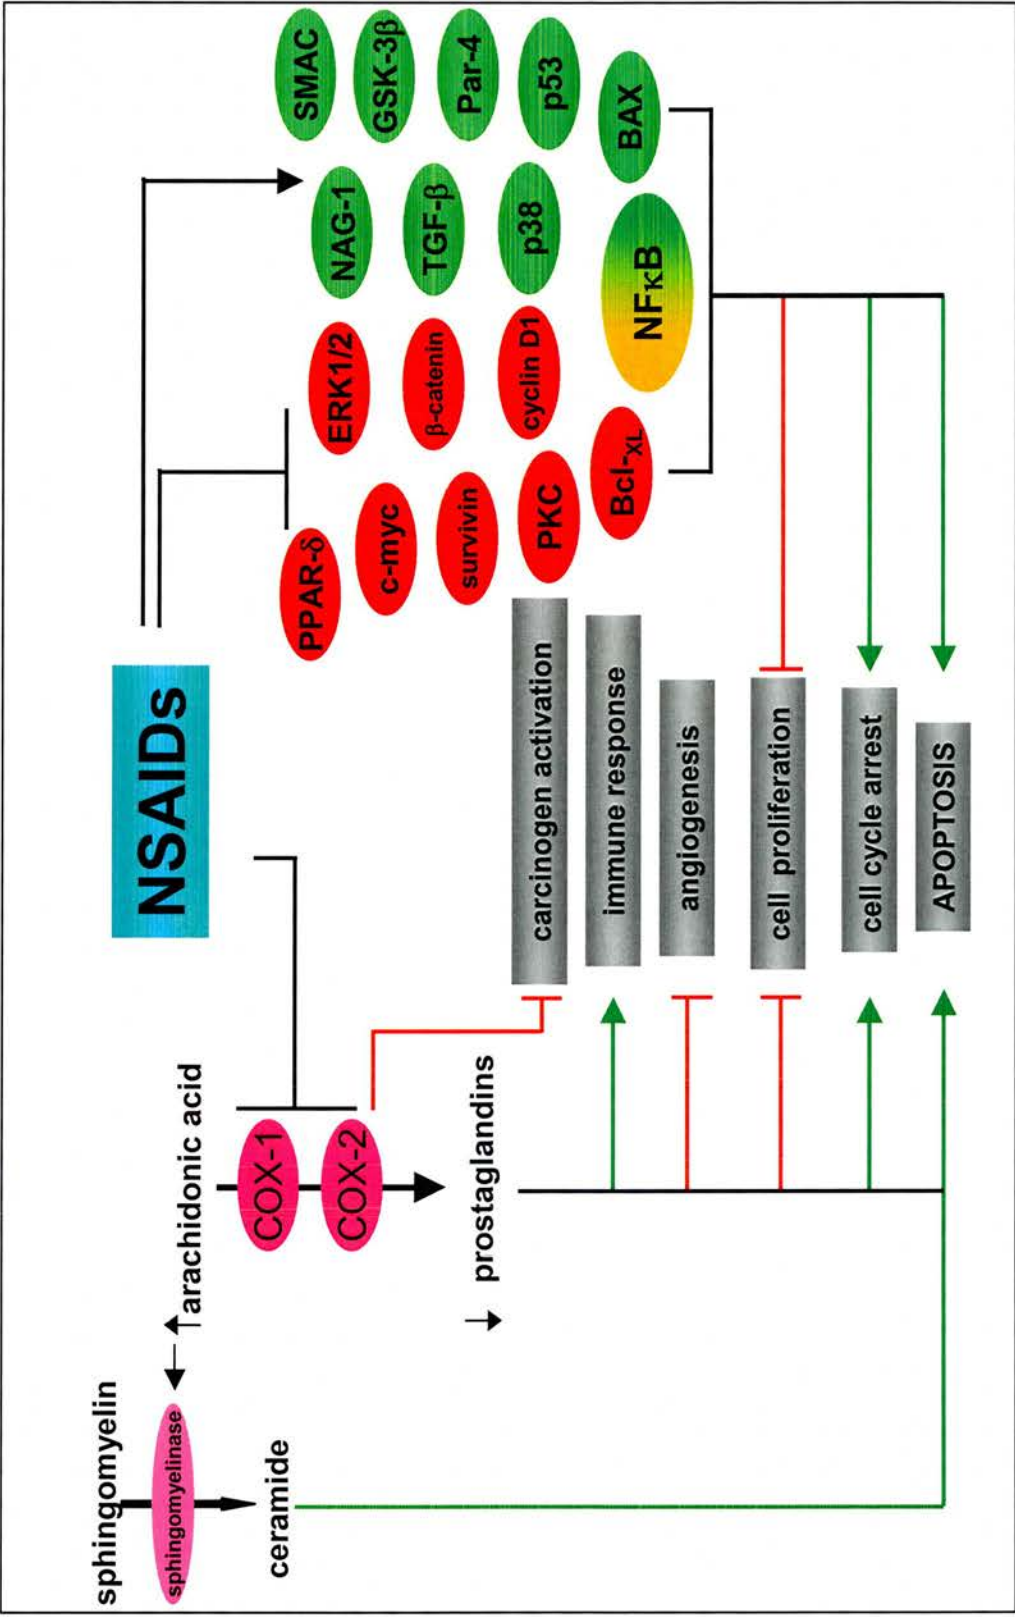 NSAIDs
sphingomyelin
sphingomyelinase
ceramide
↑arachidonic acid
COX-1
COX-2
↓ prostaglandins
PPAR-δ
ERK1/2
NAG-1
SMAC
c-myc
β-catenin
TGF-β
GSK-3β
survivin
cyclin D1
p38
Par-4
PKC
p53
Bcl-XL
NFκB
BAX
carcinogen activation
immune response
angiogenesis
cell proliferation
cell cycle arrest
APOPTOSIS